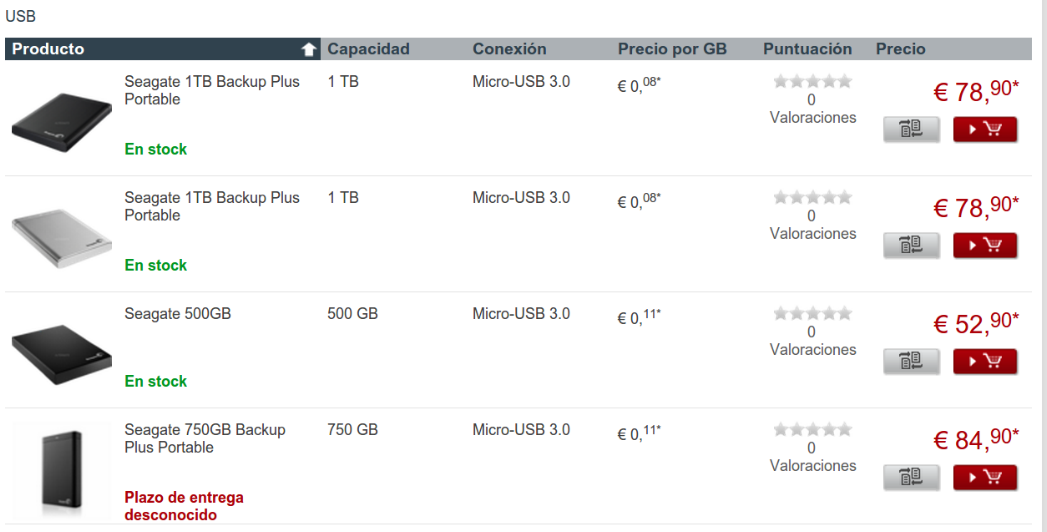 USB
Producto Capacidad Conexión Precio por GB Puntuación Precio
Seagate 1TB Backup Plus 1 TB Micro-USB 3.0 € 0,08* € 78,90*
Portable 0
Valoraciones
En stock
Seagate 1TB Backup Plus 1 TB Micro-USB 3.0 € 0,08* € 78,90*
Portable 0
Valoraciones
En stock
Seagate 500GB 500 GB Micro-USB 3.0 € 0,11* € 52,90*
0
Valoraciones
En stock
Seagate 750GB Backup 750 GB Micro-USB 3.0 € 0,11* € 84,90*
Plus Portable 0
Valoraciones
Plazo de entrega
desconocido